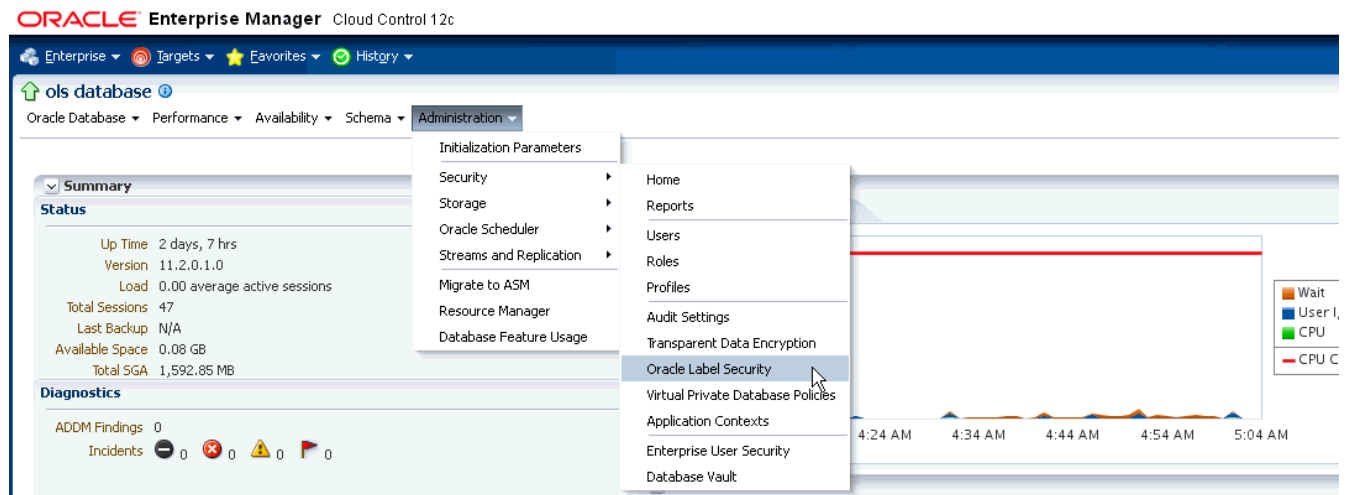 ORACLE Enterprise Manager Cloud Control 12c
Enterprise Targets Favorites History
ols database
Oracle Database Performance Availability Schema Administration
Initialization Parameters
Security
Storage
Oracle Scheduler
Streams and Replication
Migrate to ASM
Resource Manager
Database Feature Usage
Home
Reports
Users
Roles
Profiles
Audit Settings
Transparent Data Encryption
Oracle Label Security
Virtual Private Database Policies
Application Contexts
Enterprise User Security
Database Vault
Summary
Status
Up Time 2 days, 7 hrs
Version 11.2.0.1.0
Load 0.00 average active sessions
Total Sessions 47
Last Backup N/A
Available Space 0.08 GB
Total SGA 1,592.85 MB
Diagnostics
ADDM Findings 0
Incidents 0 0 0 0
Wait
User I
CPU
CPU C
4:24 AM 4:34 AM 4:44 AM 4:54 AM 5:04 AM